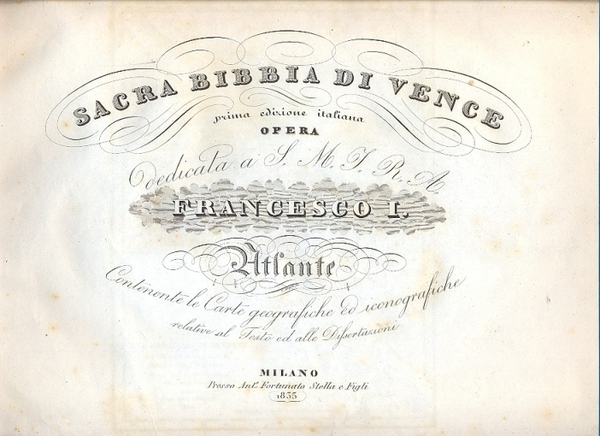 SACRA BIBBIA DI VENCE
prima edizione italiana
OPERA
dedicata a S. M. I. R. A.
FRANCESCO I.
Atlante
Contenente le Carte geografiche ed iconografiche
relative al Testo ed alle Dissertazioni
MILANO
Presso Ant. Fortunato Stella e Figli
1833